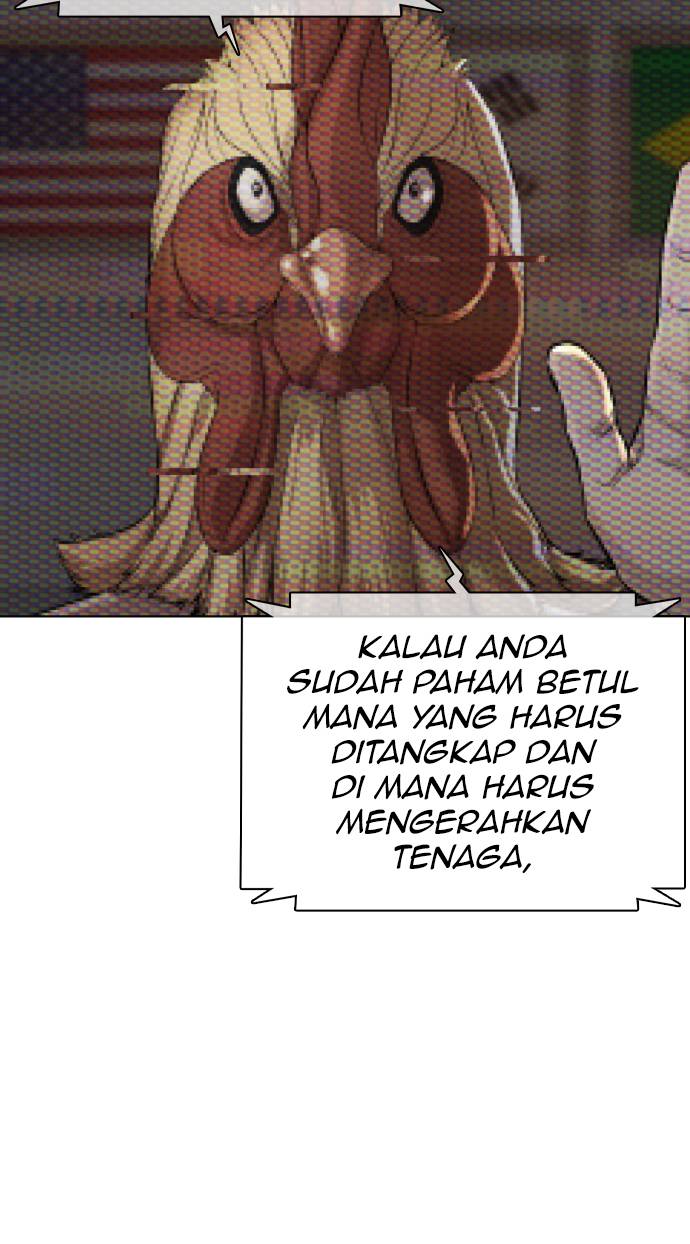 KALAU ANDA
SUDAH PAHAM BETUL
MANA YANG HARUS
DITANGKAP DAN
DI MANA HARUS
MENGERAHKAN
TENAGA,